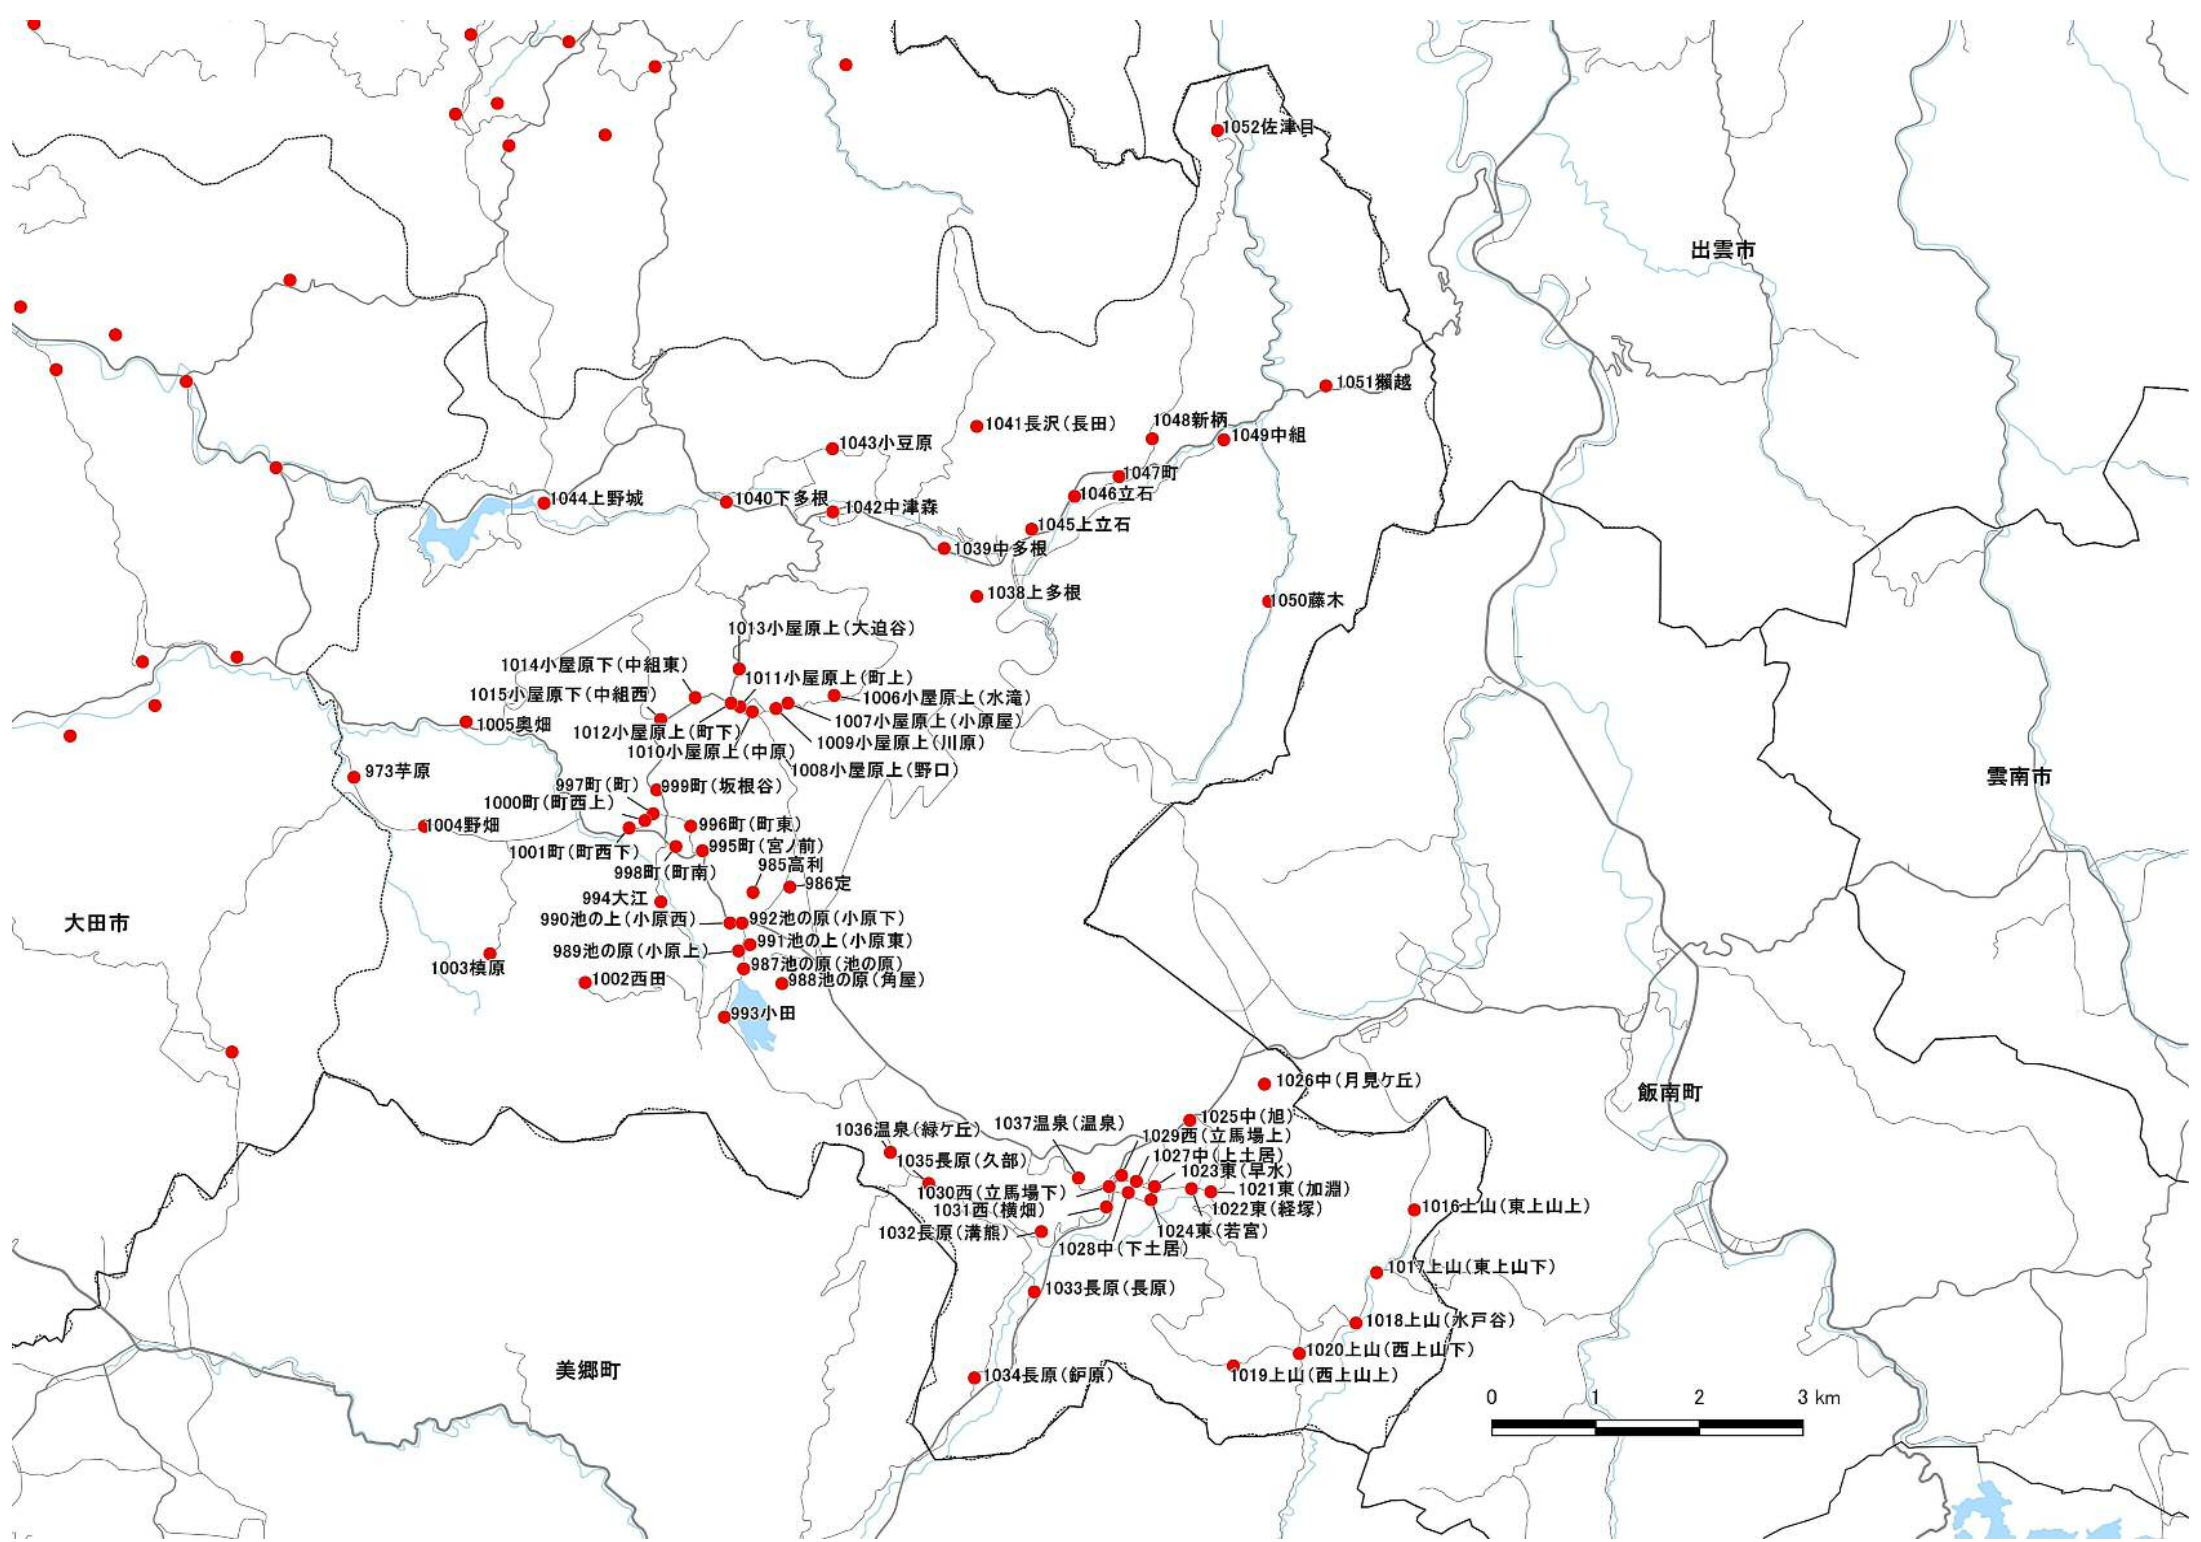 1052佐津目
出雲市
1051獺越
1041長沢（長田）
1048新柄
1049中組
1043小豆原
1047町
1046立石
1044上野城
1040下多根
1042中津森
1045上立石
1039中多根
1038上多根
1050藤木
1013小屋原上（大迫谷）
1014小屋原下（中組東）
1011小屋原上（町上）
1015小屋原下（中組西）
1006小屋原上（水滝）
1005奥畑
1007小屋原上（小原屋）
1012小屋原上（町下）
1009小屋原上（川原）
1010小屋原上（中原）
1008小屋原上（野口）
973芋原
雲南市
997町（町）
999町（坂根谷）
1000町（町西上）
1004野畑
996町（町東）
1001町（町西下）
995町（宮ノ前）
998町（町南）
985高利
986定
994大江
大田市
990池の上（小原西）
992池の原（小原下）
989池の原（小原上）
991池の上（小原東）
1003槙原
987池の原（池の原）
1002西田
988池の原（角屋）
993小田
1026中（月見ケ丘）
飯南町
1025中（旭）
1036温泉（緑ケ丘）
1037温泉（温泉）
1029西（立馬場上）
1027中（上土居）
1035長原（久部）
1023東（早水）
1030西（立馬場下）
1021東（加淵）
1031西（横畑）
1022東（経塚）
1016上山（東上山上）
1032長原（溝熊）
1024東（若宮）
1028中（下土居）
1017上山（東上山下）
1033長原（長原）
1018上山（水戸谷）
1020上山（西上山下）
美郷町
1034長原（鈩原）
1019上山（西上山上）
0 1 2 3 km